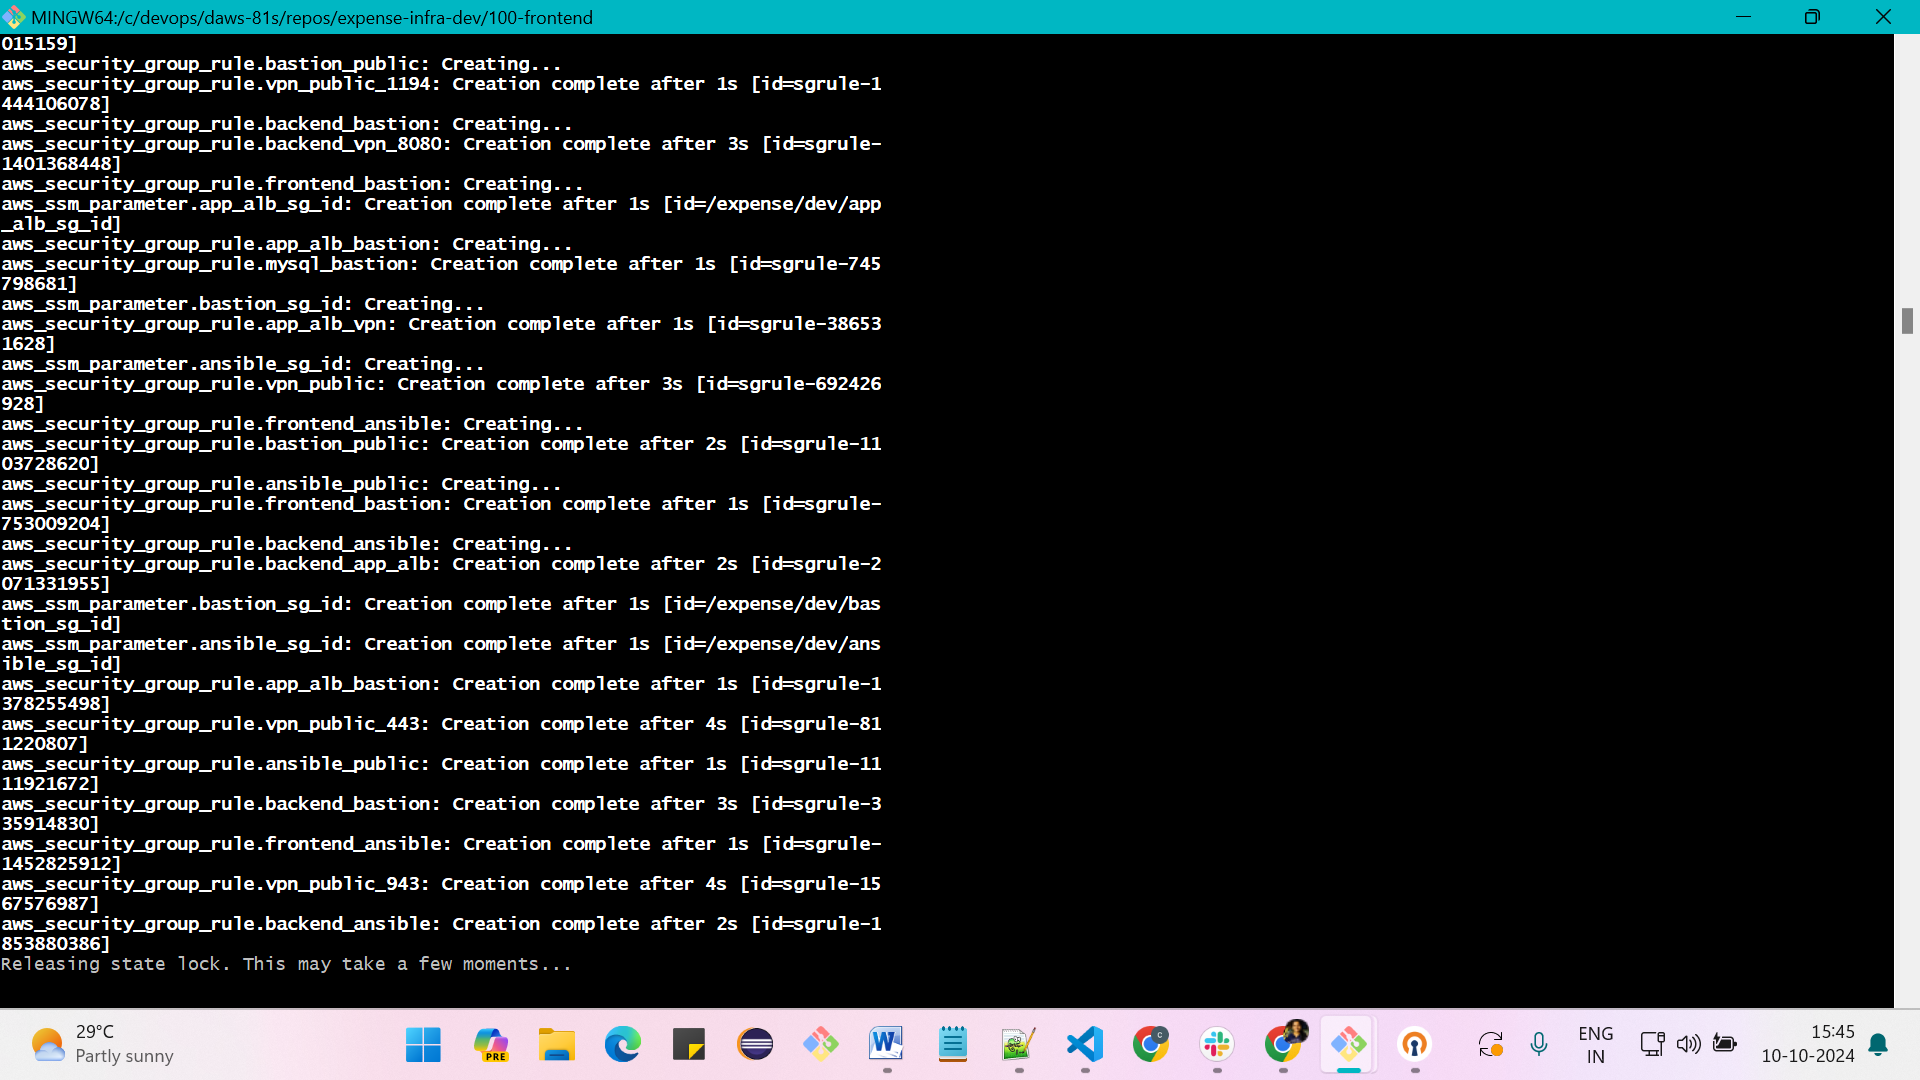 MINGW64:/c/devops/daws-81s/repos/expense-infra-dev/100-frontend
015159]
aws_security_group_rule.bastion_public: Creating...
aws_security_group_rule.vpn_public_1194: Creation complete after 1s [id=sgrule-1
444106078]
aws_security_group_rule.backend_bastion: Creating...
aws_security_group_rule.backend_vpn_8080: Creation complete after 3s [id=sgrule-
1401368448]
aws_security_group_rule.frontend_bastion: Creating...
aws_ssm_parameter.app_alb_sg_id: Creation complete after 1s [id=/expense/dev/app
_alb_sg_id]
aws_security_group_rule.app_alb_bastion: Creating...
aws_security_group_rule.mysql_bastion: Creation complete after 1s [id=sgrule-745
798681]
aws_ssm_parameter.bastion_sg_id: Creating...
aws_security_group_rule.app_alb_vpn: Creation complete after 1s [id=sgrule-38653
1628]
aws_ssm_parameter.ansible_sg_id: Creating...
aws_security_group_rule.vpn_public: Creation complete after 3s [id=sgrule-692426
928]
aws_security_group_rule.frontend_ansible: Creating...
aws_security_group_rule.bastion_public: Creation complete after 2s [id=sgrule-11
03728620]
aws_security_group_rule.ansible_public: Creating...
aws_security_group_rule.frontend_bastion: Creation complete after 1s [id=sgrule-
753009204]
aws_security_group_rule.backend_ansible: Creating...
aws_security_group_rule.backend_app_alb: Creation complete after 2s [id=sgrule-2
071331955]
aws_ssm_parameter.bastion_sg_id: Creation complete after 1s [id=/expense/dev/bas
tion_sg_id]
aws_ssm_parameter.ansible_sg_id: Creation complete after 1s [id=/expense/dev/ans
ible_sg_id]
aws_security_group_rule.app_alb_bastion: Creation complete after 1s [id=sgrule-1
378255498]
aws_security_group_rule.vpn_public_443: Creation complete after 4s [id=sgrule-81
1220807]
aws_security_group_rule.ansible_public: Creation complete after 1s [id=sgrule-11
11921672]
aws_security_group_rule.backend_bastion: Creation complete after 3s [id=sgrule-3
35914830]
aws_security_group_rule.frontend_ansible: Creation complete after 1s [id=sgrule-
1452825912]
aws_security_group_rule.vpn_public_943: Creation complete after 4s [id=sgrule-15
67576987]
aws_security_group_rule.backend_ansible: Creation complete after 2s [id=sgrule-1
853880386]
Releasing state lock. This may take a few moments...
29°C
Partly sunny
PRE
W
C
ENG
IN
15:45
10-10-2024